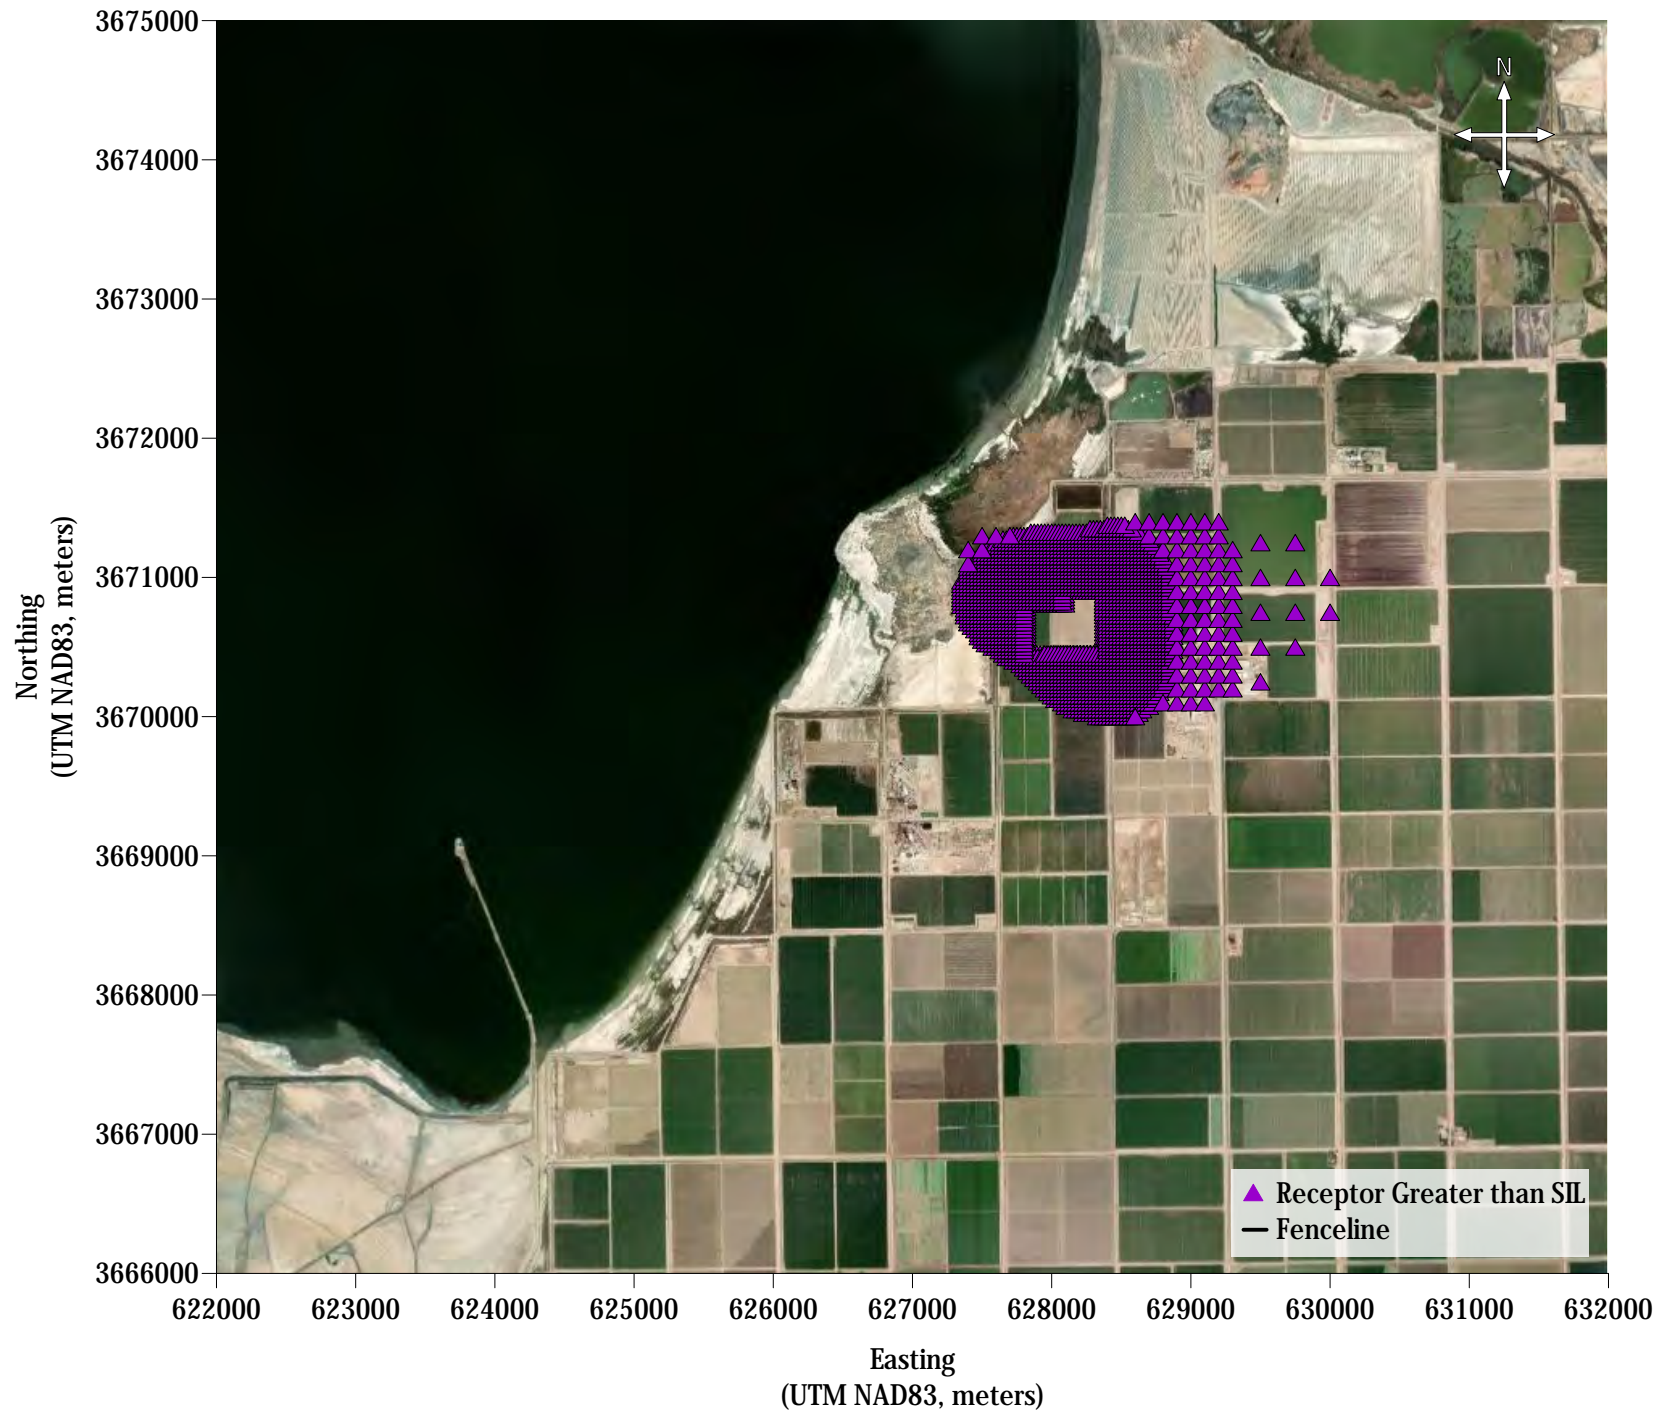 3675000
3674000
3673000
3672000
3671000
3670000
3669000
3668000
3667000
3666000
Northing
(UTM NAD83, meters)
N
Receptor Greater than SIL
Fenceline
622000 623000 624000 625000 626000 627000 628000 629000 630000 631000 632000
Easting
(UTM NAD83, meters)